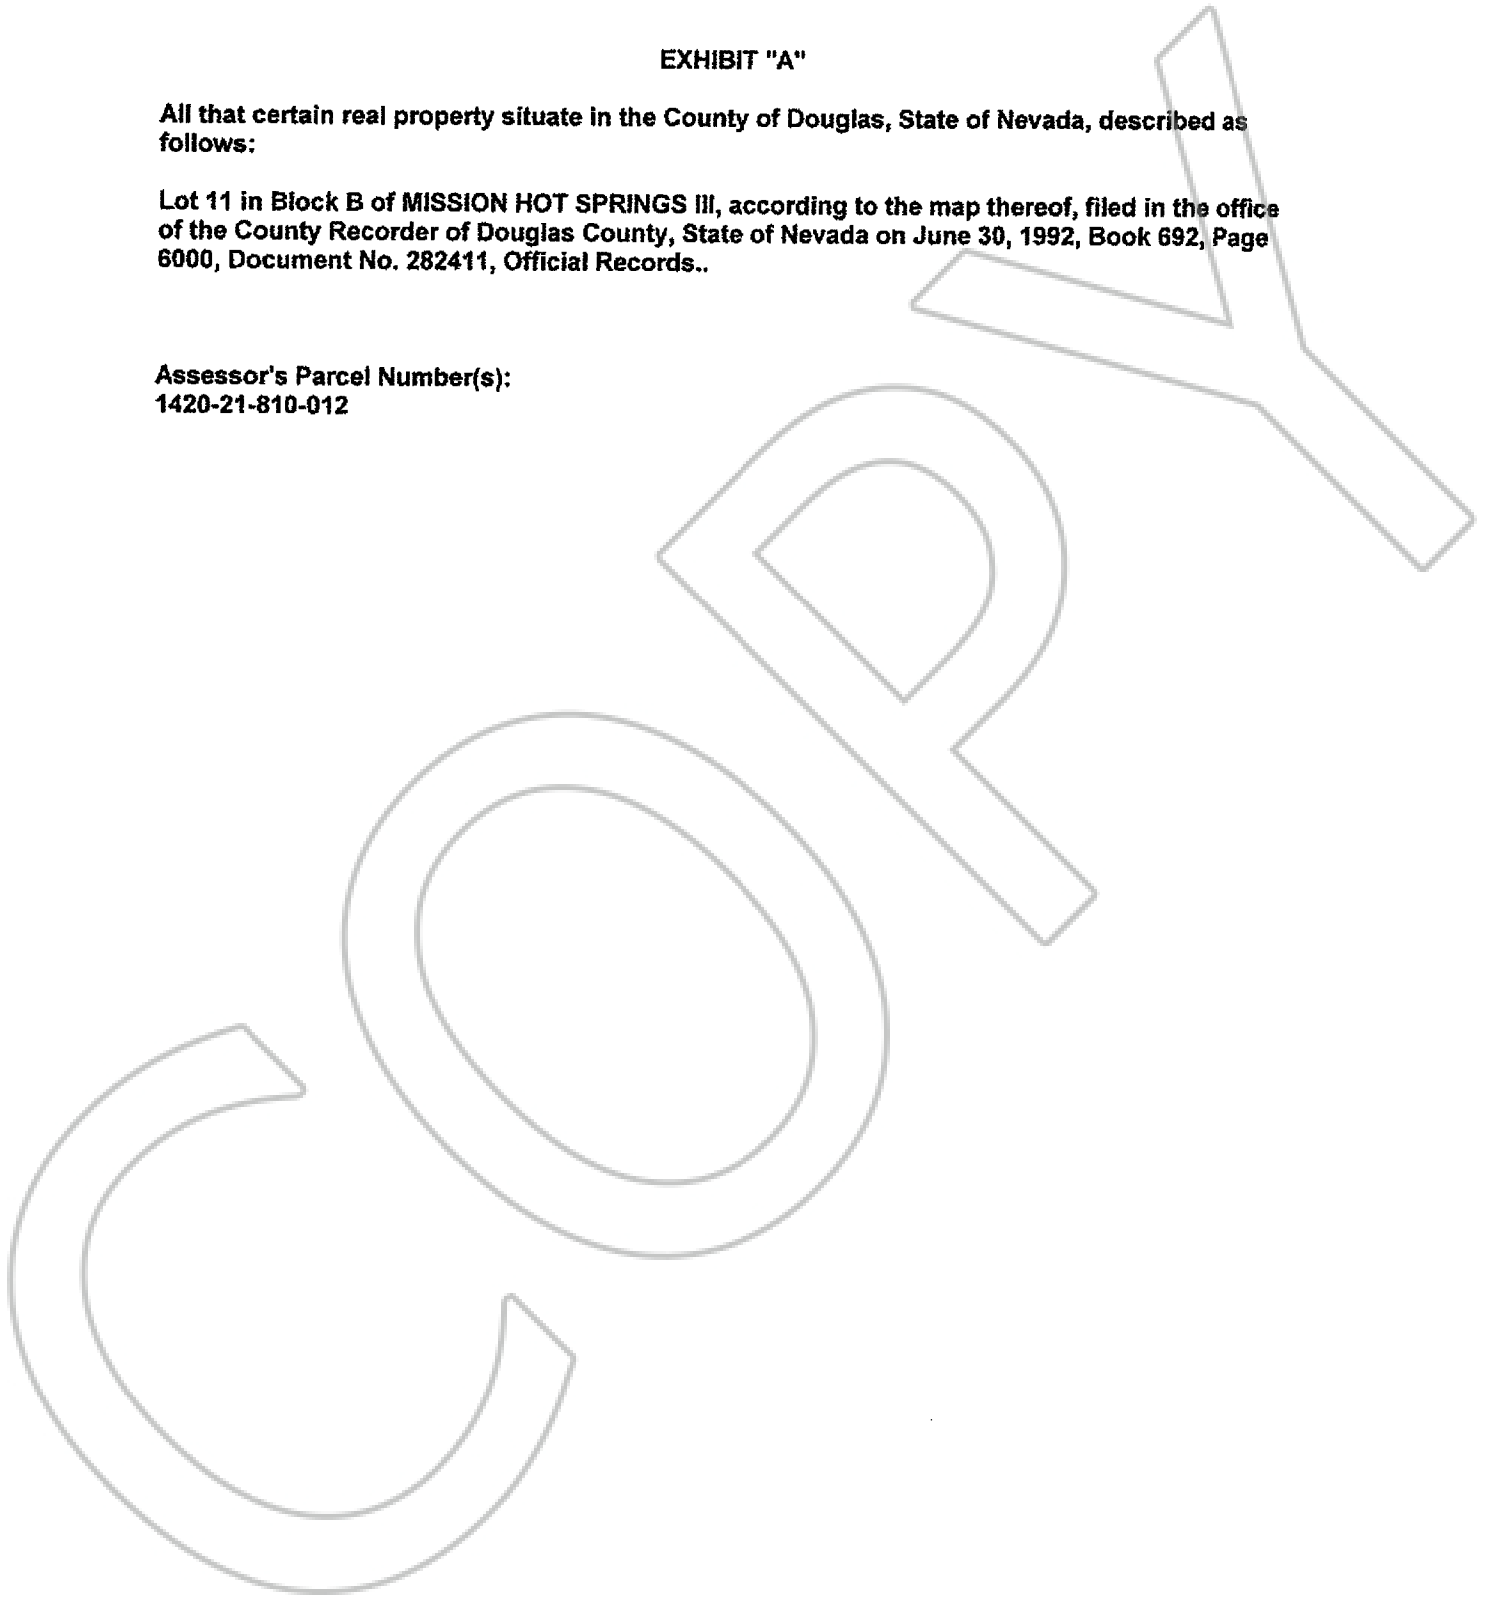 EXHIBIT "A"
All that certain real property situate in the County of Douglas, State of Nevada, described as
follows:
Lot 11 in Block B of MISSION HOT SPRINGS III, according to the map thereof, filed in the office
of the County Recorder of Douglas County, State of Nevada on June 30, 1992, Book 692, Page
6000, Document No. 282411, Official Records..
Assessor's Parcel Number(s):
1420-21-810-012
COPY